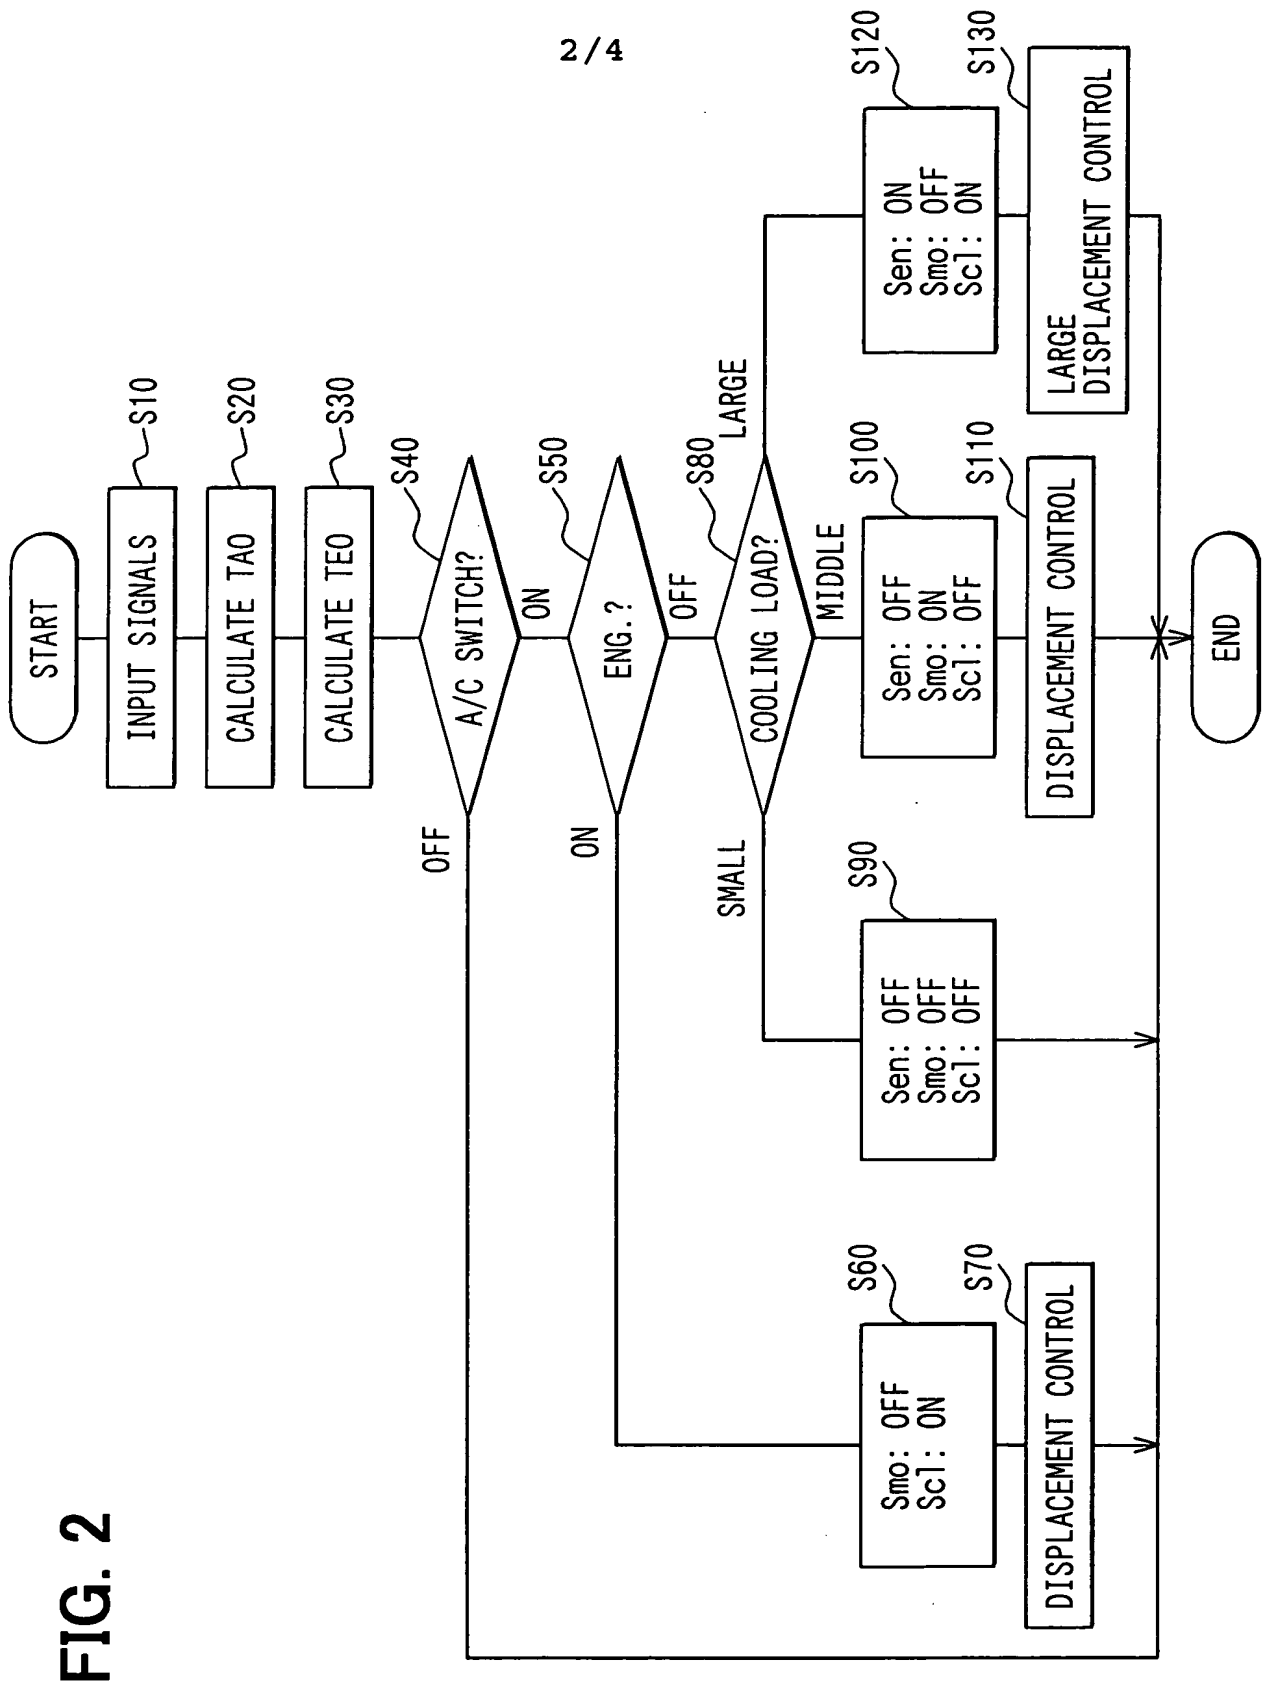 2/4
FIG. 2
START
INPUT SIGNALS
S10
CALCULATE TAO
S20
CALCULATE TEO
S30
A/C SWITCH?
S40
OFF
ON
ENG.?
S50
ON
OFF
COOLING LOAD?
S80
SMALL
MIDDLE
LARGE
Smo: OFF
Scl: ON
S60
DISPLACEMENT CONTROL
S70
Sen: OFF
Smo: OFF
Scl: OFF
S90
Sen: OFF
Smo: ON
Scl: OFF
S100
DISPLACEMENT CONTROL
S110
Sen: ON
Smo: OFF
Scl: ON
S120
LARGE
DISPLACEMENT CONTROL
S130
END